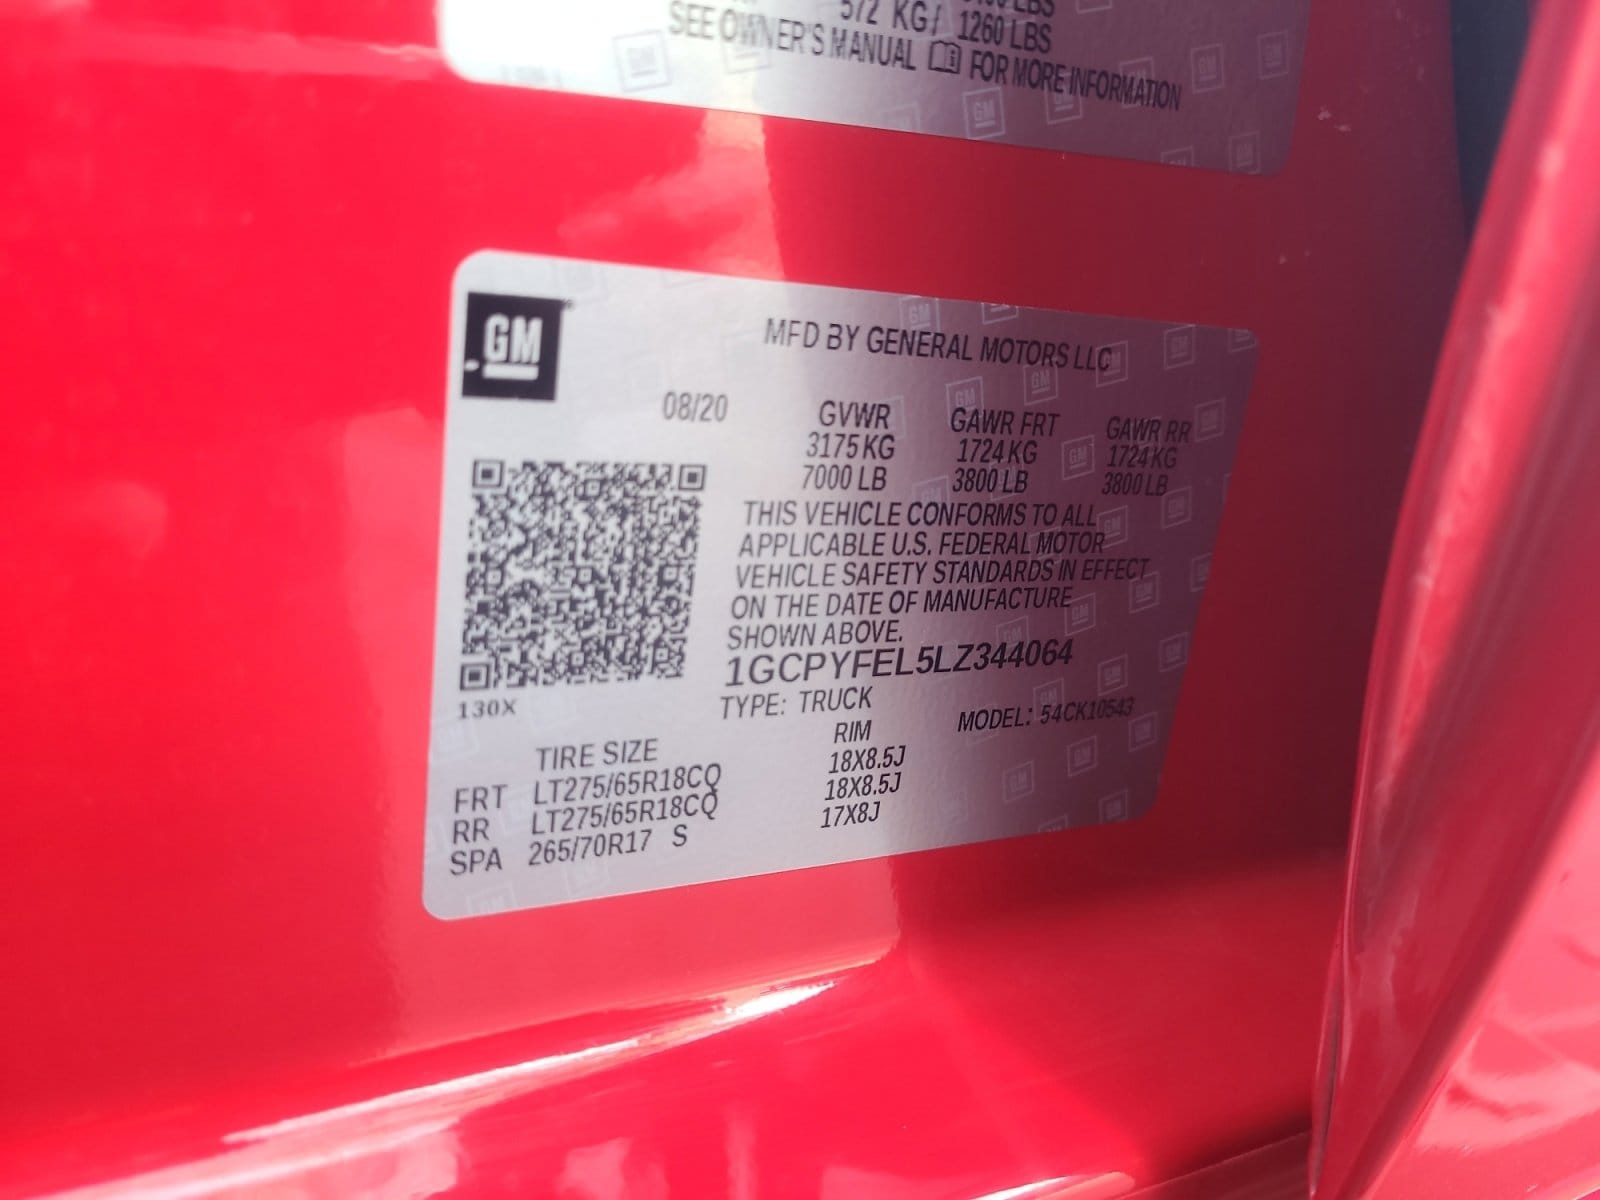 572 KG/ 1260 LBS
SEE OWNER'S MANUAL FOR MORE INFORMATION
GM
MFD BY GENERAL MOTORS LLC
08/20 GVWR GAWR FRT GAWR RR
3175 KG 1724 KG 1724 KG
7000 LB 3800 LB 3800 LB
THIS VEHICLE CONFORMS TO ALL
APPLICABLE U.S. FEDERAL MOTOR
VEHICLE SAFETY STANDARDS IN EFFECT
ON THE DATE OF MANUFACTURE
SHOWN ABOVE.
1GCPYFEL5LZ344064
130X
TYPE: TRUCK MODEL: 54CK10543
TIRE SIZE RIM
FRT LT275/65R18CQ 18X8.5J
RR LT275/65R18CQ 18X8.5J
SPA 265/70R17 S 17X8J